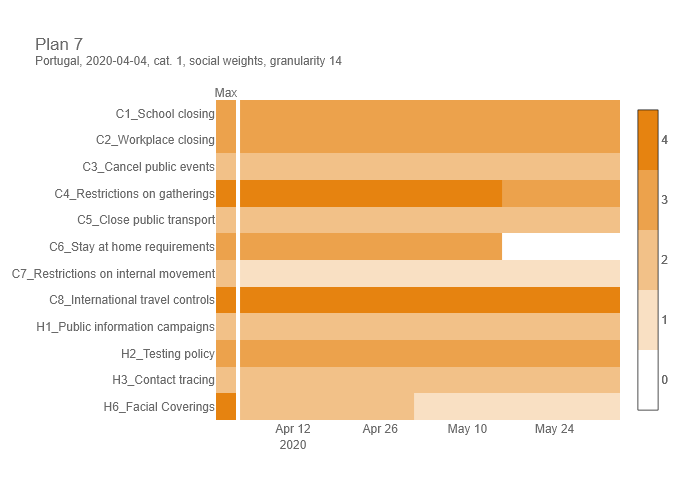 Plan 7
Portugal, 2020-04-04, cat. 1, social weights, granularity 14
Max
C1_School closing
C2_Workplace closing
C3_Cancel public events
C4_Restrictions on gatherings
C5_Close public transport
C6_Stay at home requirements
C7_Restrictions on internal movement
C8_International travel controls
H1_Public information campaigns
H2_Testing policy
H3_Contact tracing
H6_Facial Coverings
4
3
2
1
0
Apr 12 Apr 26 May 10 May 24
2020